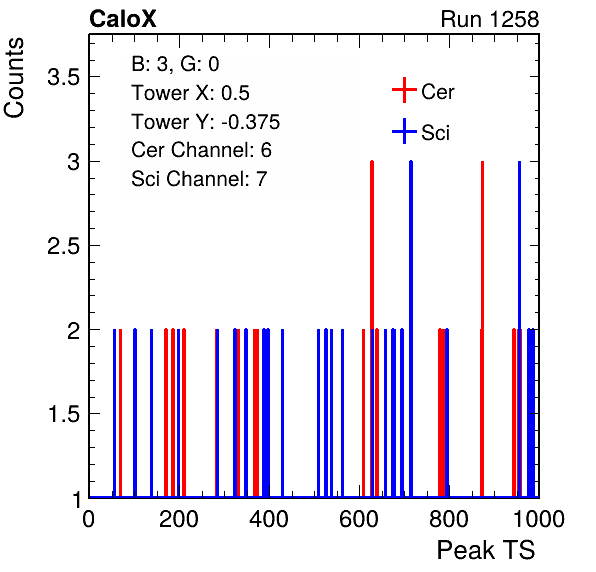 CaloX Run 1258
Counts
B: 3, G: 0
Tower X: 0.5
Tower Y: -0.375
Cer Channel: 6
Sci Channel: 7
Cer
Sci
3.5
3
2.5
2
1.5
1
0 200 400 600 800 1000
Peak TS